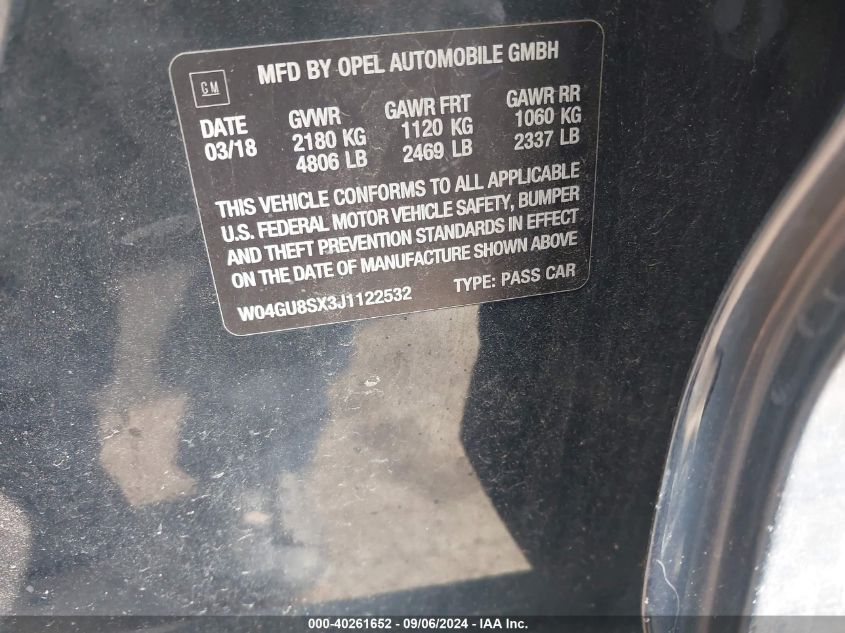 GM
MFD BY OPEL AUTOMOBILE GMBH
DATE GVWR GAWR FRT GAWR RR
03/18 2180 KG 1120 KG 1060 KG
4806 LB 2469 LB 2337 LB
THIS VEHICLE CONFORMS TO ALL APPLICABLE
U.S. FEDERAL MOTOR VEHICLE SAFETY, BUMPER
AND THEFT PREVENTION STANDARDS IN EFFECT
ON THE DATE OF MANUFACTURE SHOWN ABOVE
W04GU8SX3J1122532 TYPE: PASS CAR
000-40261652 - 09/06/2024 - IAA Inc.